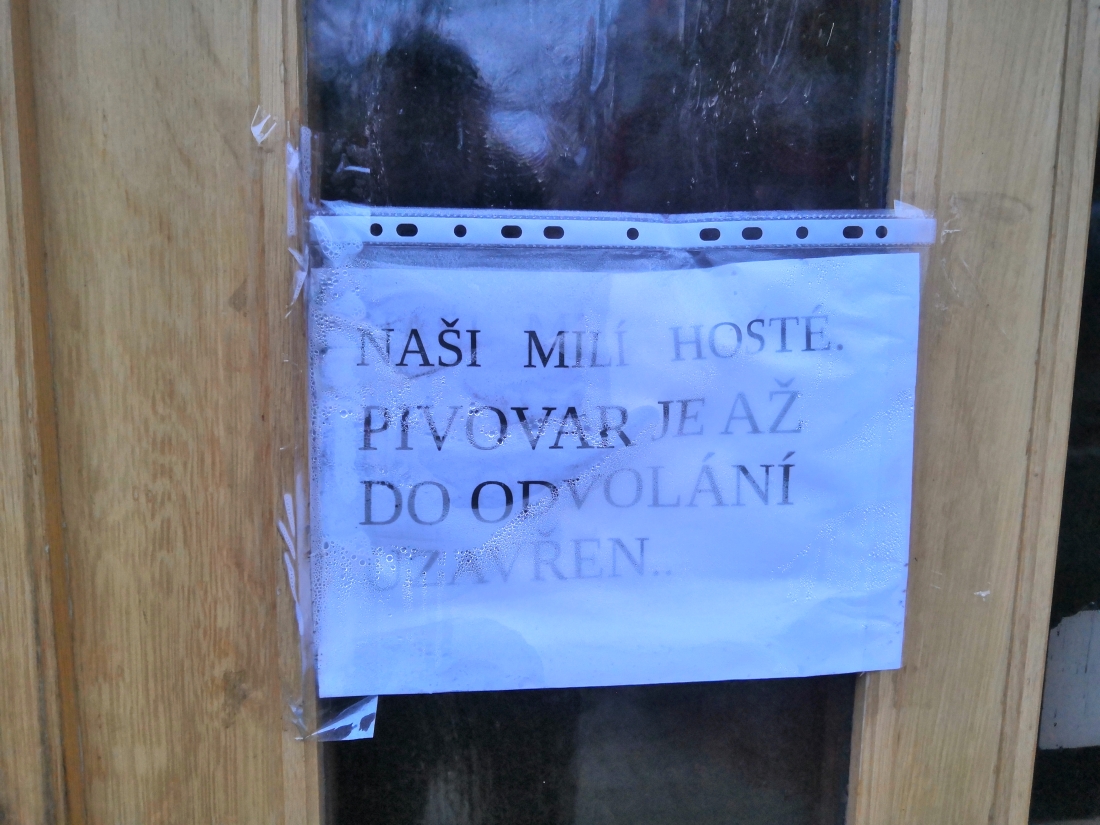 NAŠI MILÍ HOSTÉ.
PIVOVAR JE AŽ
DO ODVOLÁNÍ
UZAVŘEN..